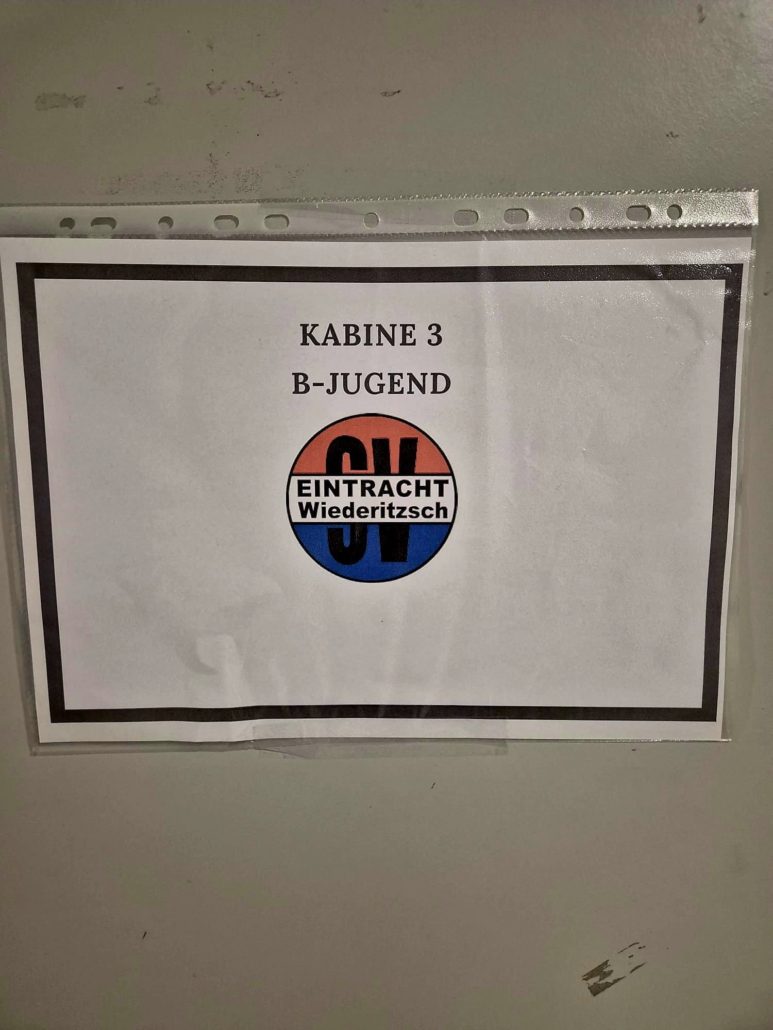 KABINE 3
B-JUGEND
SV
EINTRACHT
Wiederitzsch